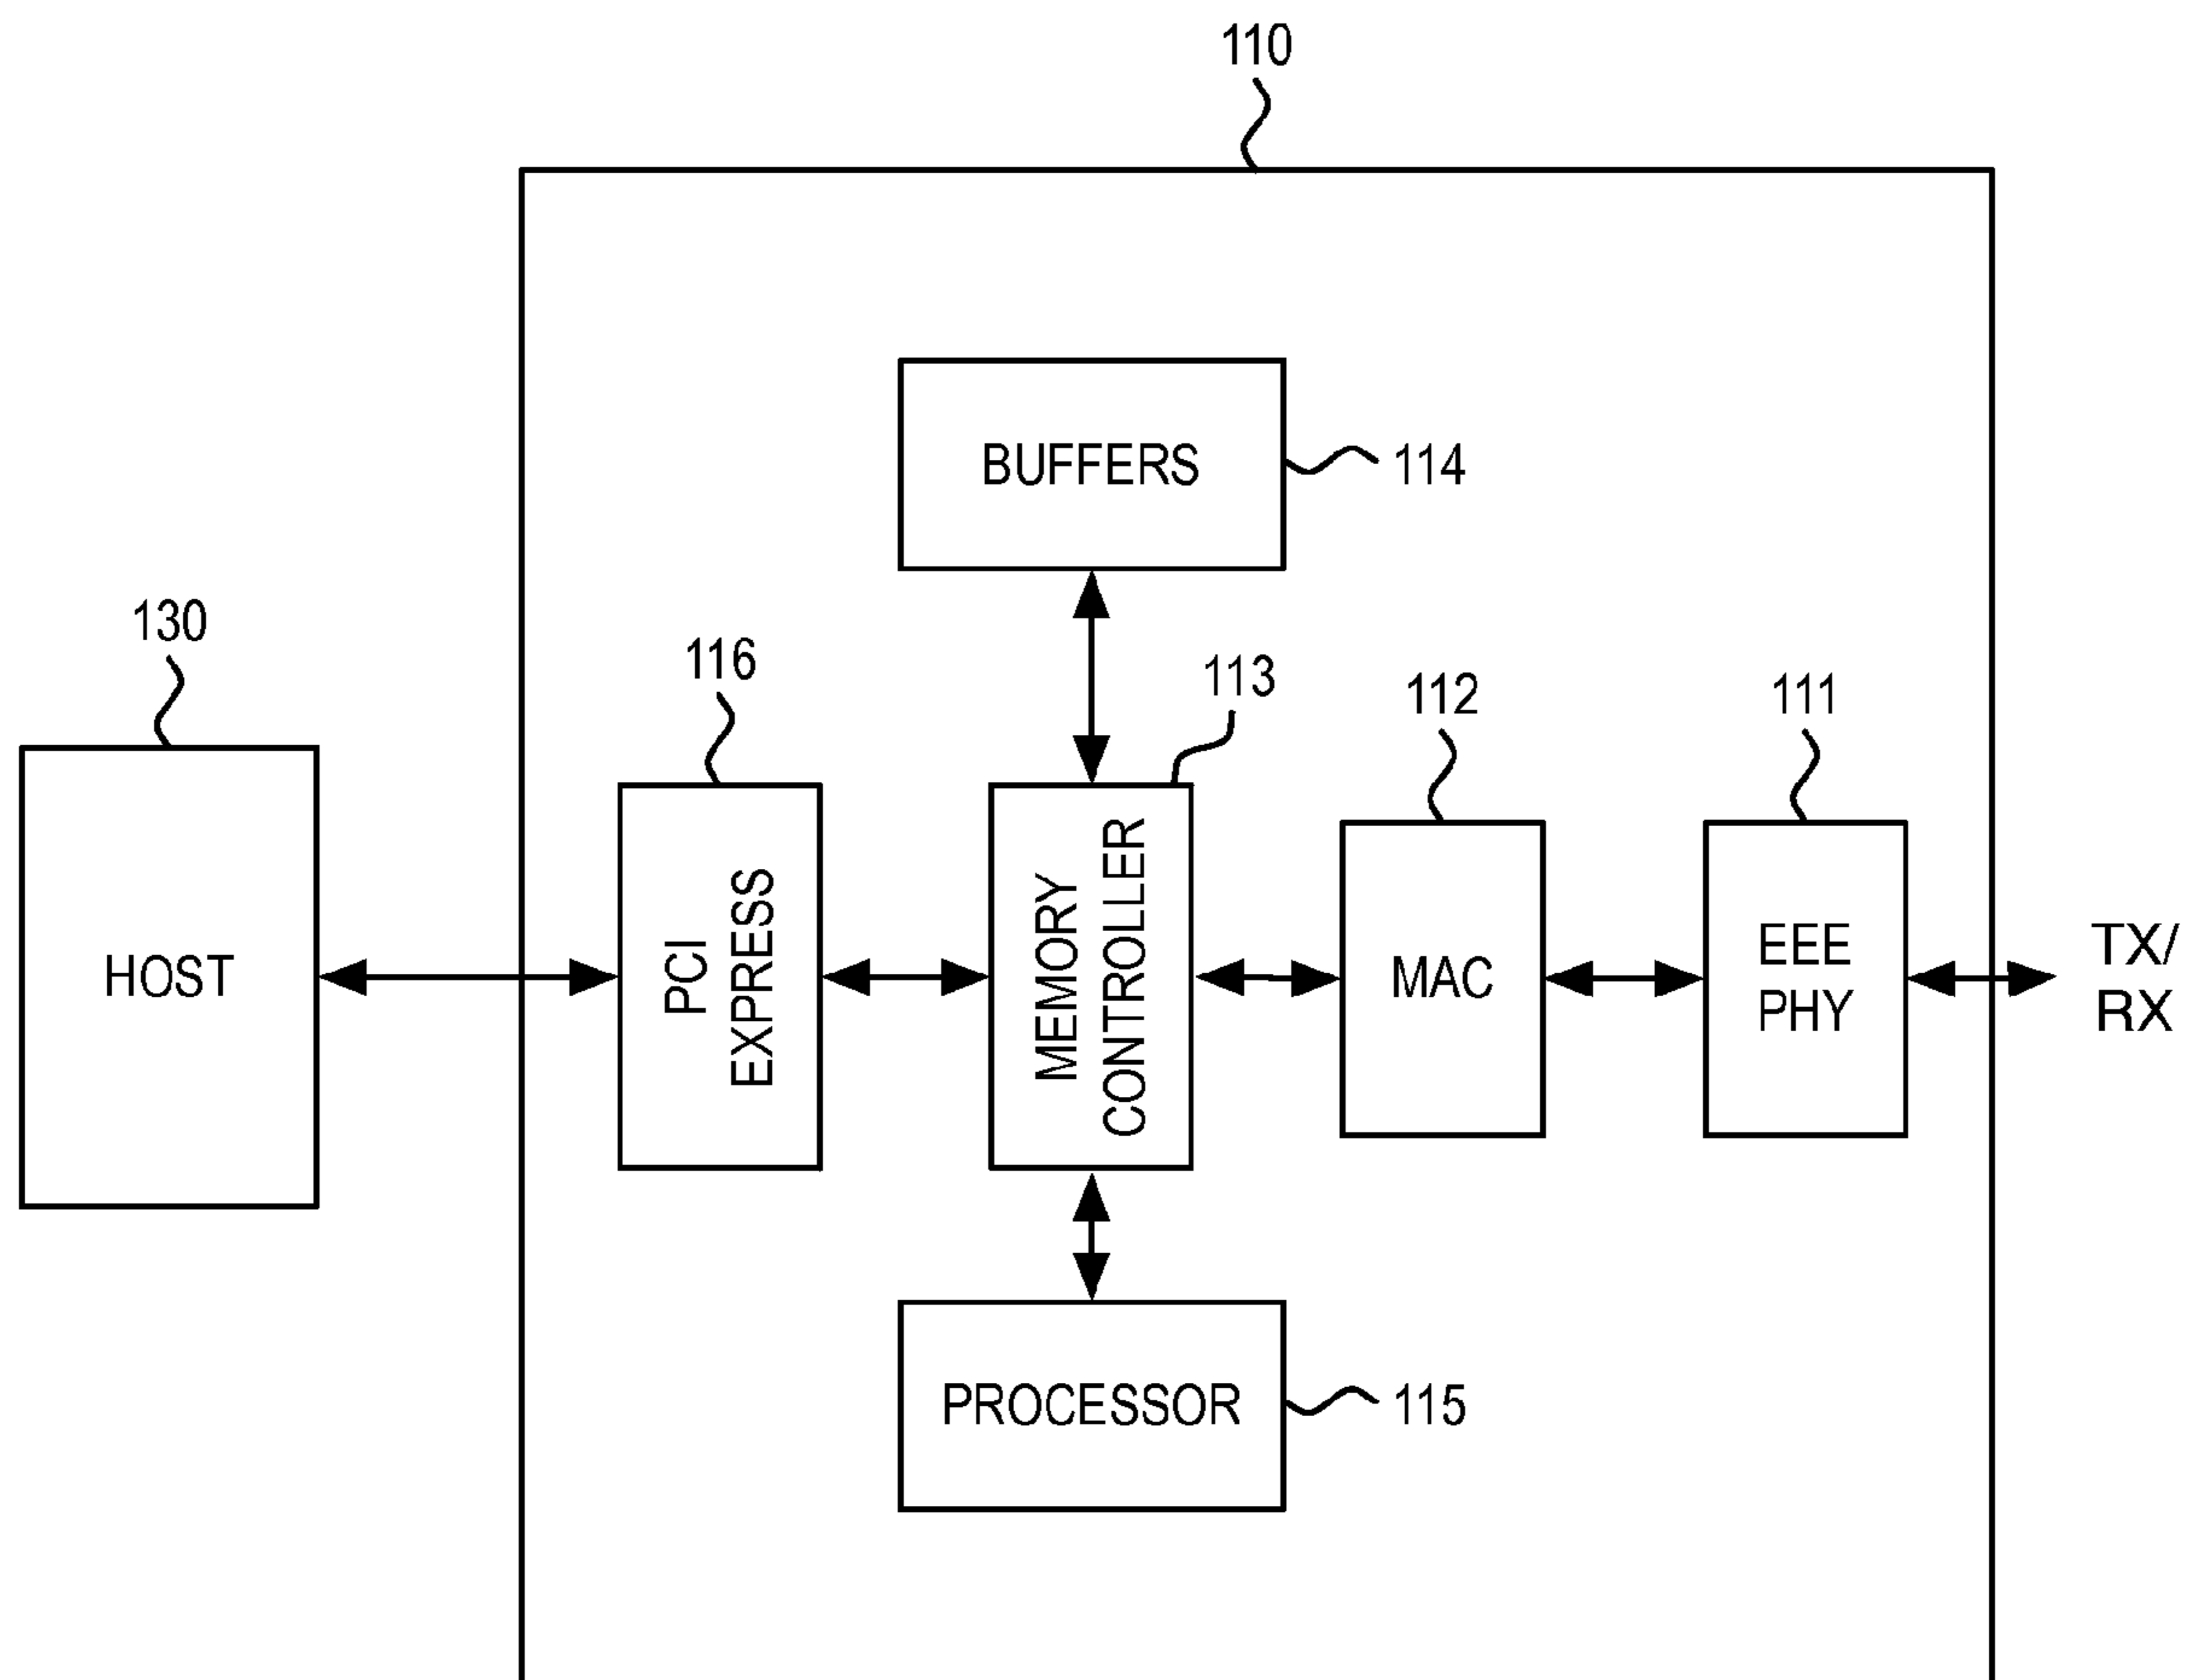 110
BUFFERS
114
130
116
113
112
111
HOST
PCI
EXPRESS
MEMORY
CONTROLLER
MAC
EEE
PHY
TX/
RX
PROCESSOR
115